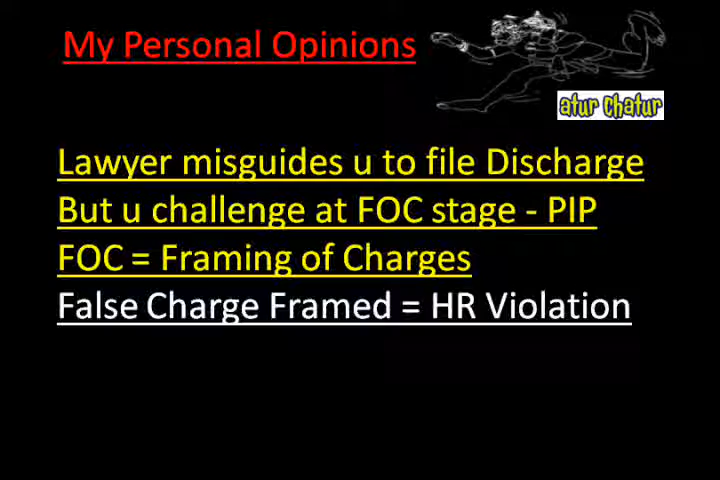 My Personal Opinions
atur chatur
Lawyer misguides u to file Discharge
But u challenge at FOC stage - PIP
FOC = Framing of Charges
False Charge Framed = HR Violation